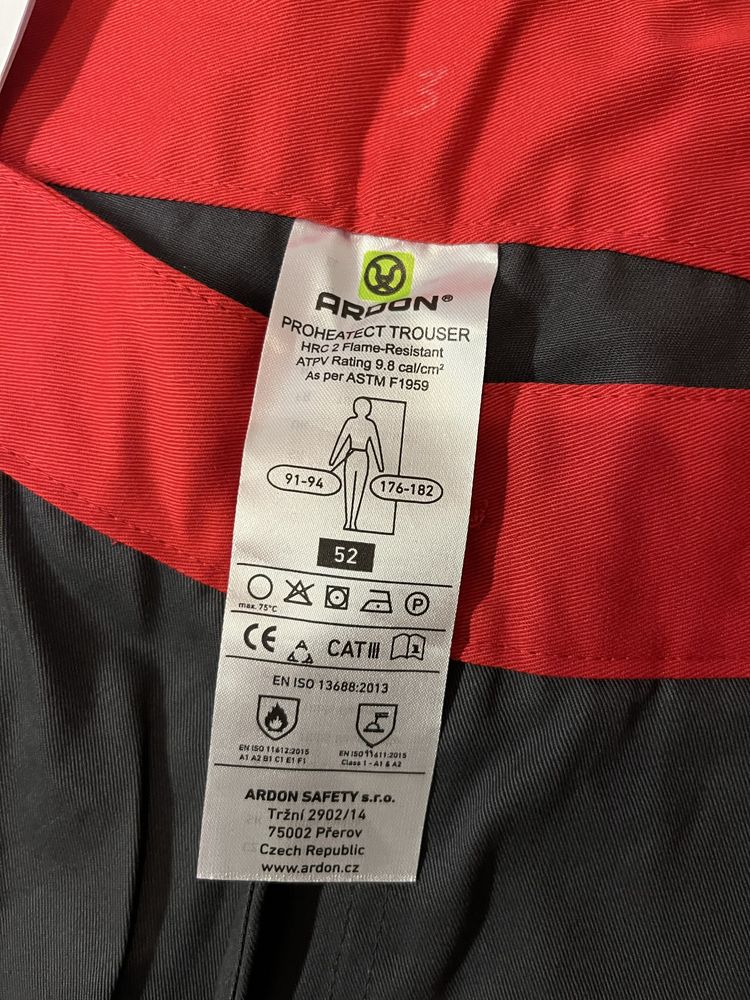 ARDON®
PROHEATECT TROUSER
HRC 2 Flame-Resistant
ATPV Rating 9.8 cal/cm²
As per ASTM F1959
91-94
176-182
52
P
max. 75°C
CE
CAT III
EN ISO 13688:2013
EN ISO 11612:2015
A1 A2 B1 C1 E1 F1
EN ISO 11611:2015
Class 1 - A1 & A2
ARDON SAFETY s.r.o.
Tržní 2902/14
75002 Přerov
Czech Republic
www.ardon.cz